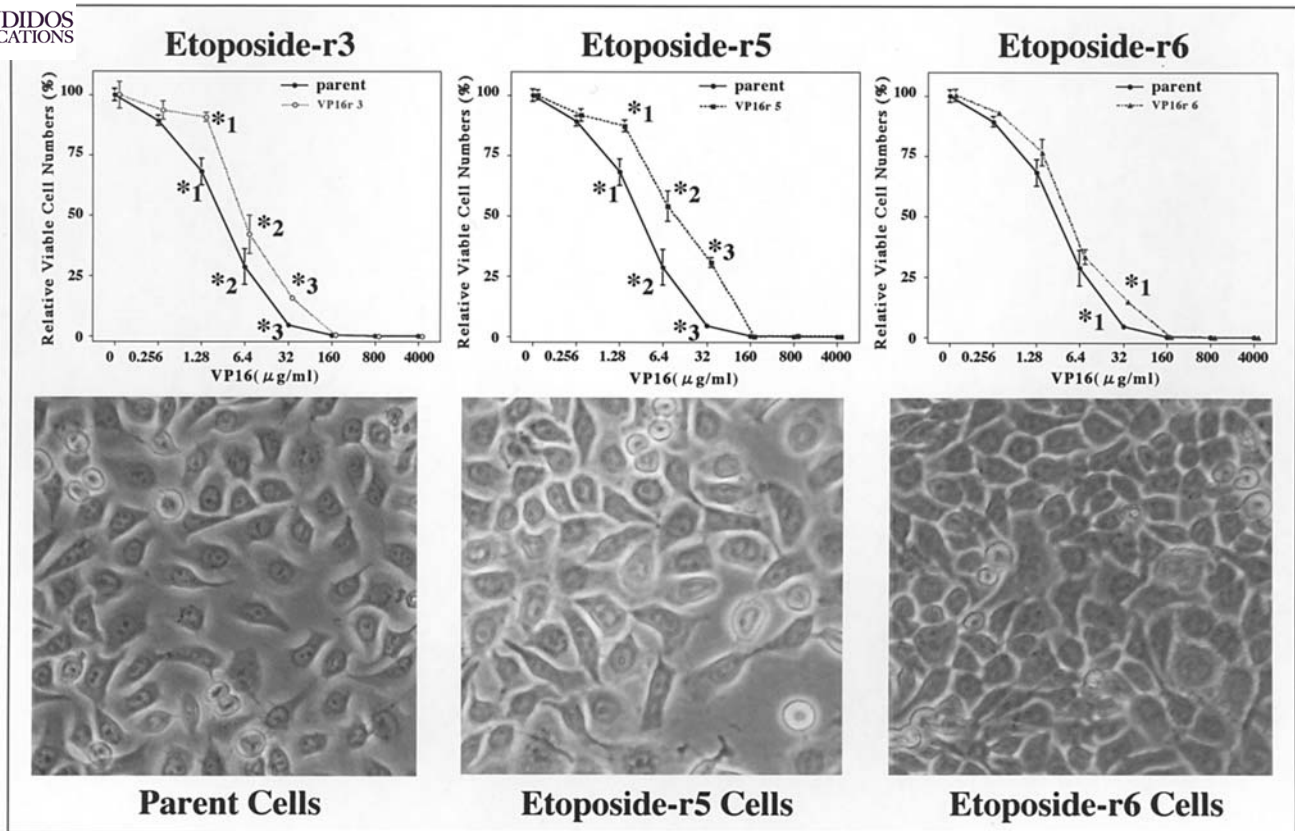 DIDOS
CATIONS
Etoposide-r3
Etoposide-r5
Etoposide-r6
Relative Viable Cell Numbers (%)
100
75
50
25
0
parent
VP16r 3
*1
*1
*2
*2
*3
*3
0 0.256 1.28 6.4 32 160 800 4000
VP16(μg/ml)
Relative Viable Cell Numbers (%)
100
75
50
25
0
parent
VP16r 5
*1
*1
*2
*2
*3
*3
0 0.256 1.28 6.4 32 160 800 4000
VP16(μg/ml)
Relative Viable Cell Numbers (%)
100
75
50
25
0
parent
VP16r 6
*1
*1
0 0.256 1.28 6.4 32 160 800 4000
VP16(μg/ml)
Parent Cells
Etoposide-r5 Cells
Etoposide-r6 Cells